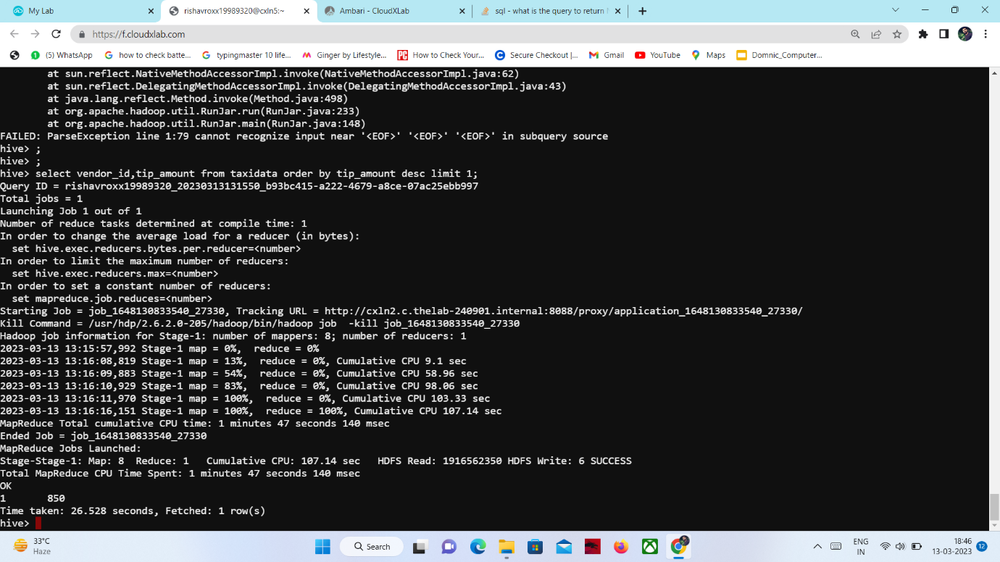 My Lab
rishavroxx19989320@cxln5:~
Ambari - CloudXLab
sql - what is the query to return
https://f.cloudxlab.com
(5) WhatsApp
how to check batte...
typingmaster 10 life...
Ginger by Lifestyle...
PC
How to Check Your...
Secure Checkout |...
Gmail
YouTube
Maps
Domnic_Computer...
at sun.reflect.NativeMethodAccessorImpl.invoke(NativeMethodAccessorImpl.java:62)
at sun.reflect.DelegatingMethodAccessorImpl.invoke(DelegatingMethodAccessorImpl.java:43)
at java.lang.reflect.Method.invoke(Method.java:498)
at org.apache.hadoop.util.RunJar.run(RunJar.java:233)
at org.apache.hadoop.util.RunJar.main(RunJar.java:148)
FAILED: ParseException line 1:79 cannot recognize input near '<EOF>' '<EOF>' '<EOF>' in subquery source
hive> ;
hive> ;
hive> select vendor_id,tip_amount from taxidata order by tip_amount desc limit 1;
Query ID = rishavroxx19989320_20230313131550_b93bc415-a222-4679-a8ce-07ac25ebb997
Total jobs = 1
Launching Job 1 out of 1
Number of reduce tasks determined at compile time: 1
In order to change the average load for a reducer (in bytes):
set hive.exec.reducers.bytes.per.reducer=<number>
In order to limit the maximum number of reducers:
set hive.exec.reducers.max=<number>
In order to set a constant number of reducers:
set mapreduce.job.reduces=<number>
Starting Job = job_1648130833540_27330, Tracking URL = http://cxln2.c.thelab-240901.internal:8088/proxy/application_1648130833540_27330/
Kill Command = /usr/hdp/2.6.2.0-205/hadoop/bin/hadoop job  -kill job_1648130833540_27330
Hadoop job information for Stage-1: number of mappers: 8; number of reducers: 1
2023-03-13 13:15:57,992 Stage-1 map = 0%,  reduce = 0%
2023-03-13 13:16:08,819 Stage-1 map = 13%,  reduce = 0%, Cumulative CPU 9.1 sec
2023-03-13 13:16:09,883 Stage-1 map = 54%,  reduce = 0%, Cumulative CPU 58.96 sec
2023-03-13 13:16:10,929 Stage-1 map = 83%,  reduce = 0%, Cumulative CPU 98.06 sec
2023-03-13 13:16:11,970 Stage-1 map = 100%,  reduce = 0%, Cumulative CPU 103.33 sec
2023-03-13 13:16:16,151 Stage-1 map = 100%,  reduce = 100%, Cumulative CPU 107.14 sec
MapReduce Total cumulative CPU time: 1 minutes 47 seconds 140 msec
Ended Job = job_1648130833540_27330
MapReduce Jobs Launched:
Stage-Stage-1: Map: 8  Reduce: 1   Cumulative CPU: 107.14 sec   HDFS Read: 1916562350 HDFS Write: 6 SUCCESS
Total MapReduce CPU Time Spent: 1 minutes 47 seconds 140 msec
OK
1       850
Time taken: 26.528 seconds, Fetched: 1 row(s)
hive>
33°C
Haze
Search
ENG
IN
18:46
13-03-2023
12